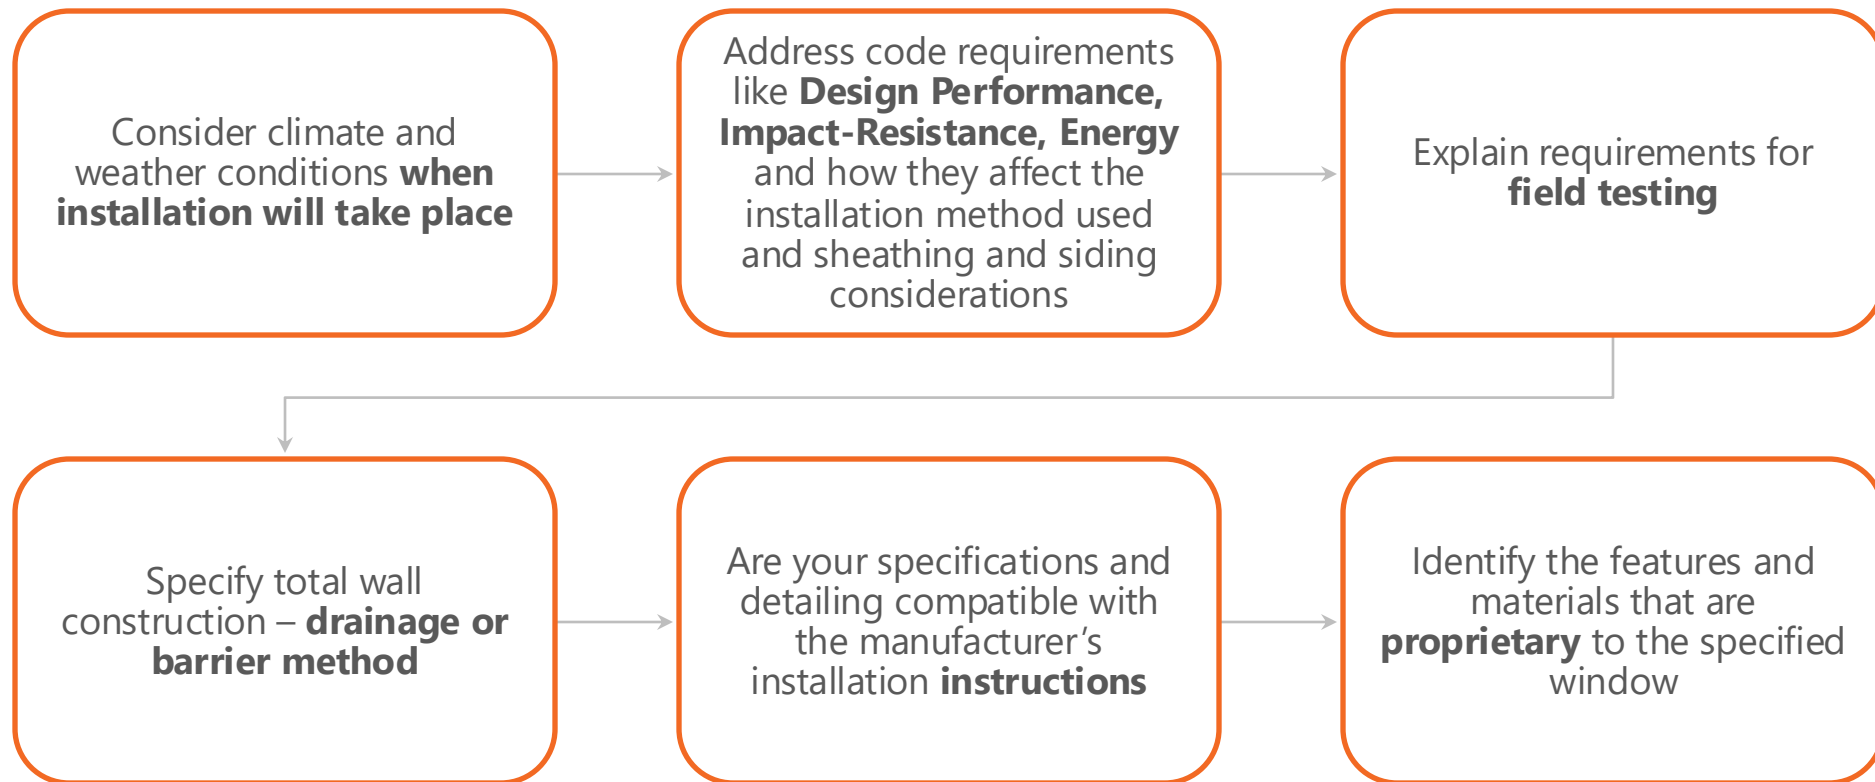 Consider climate and
weather conditions when
installation will take place
Address code requirements
like Design Performance,
Impact-Resistance, Energy
and how they affect the
installation method used
and sheathing and siding
considerations
Explain requirements for
field testing
Specify total wall
construction – drainage or
barrier method
Are your specifications and
detailing compatible with
the manufacturer’s
installation instructions
Identify the features and
materials that are
proprietary to the specified
window